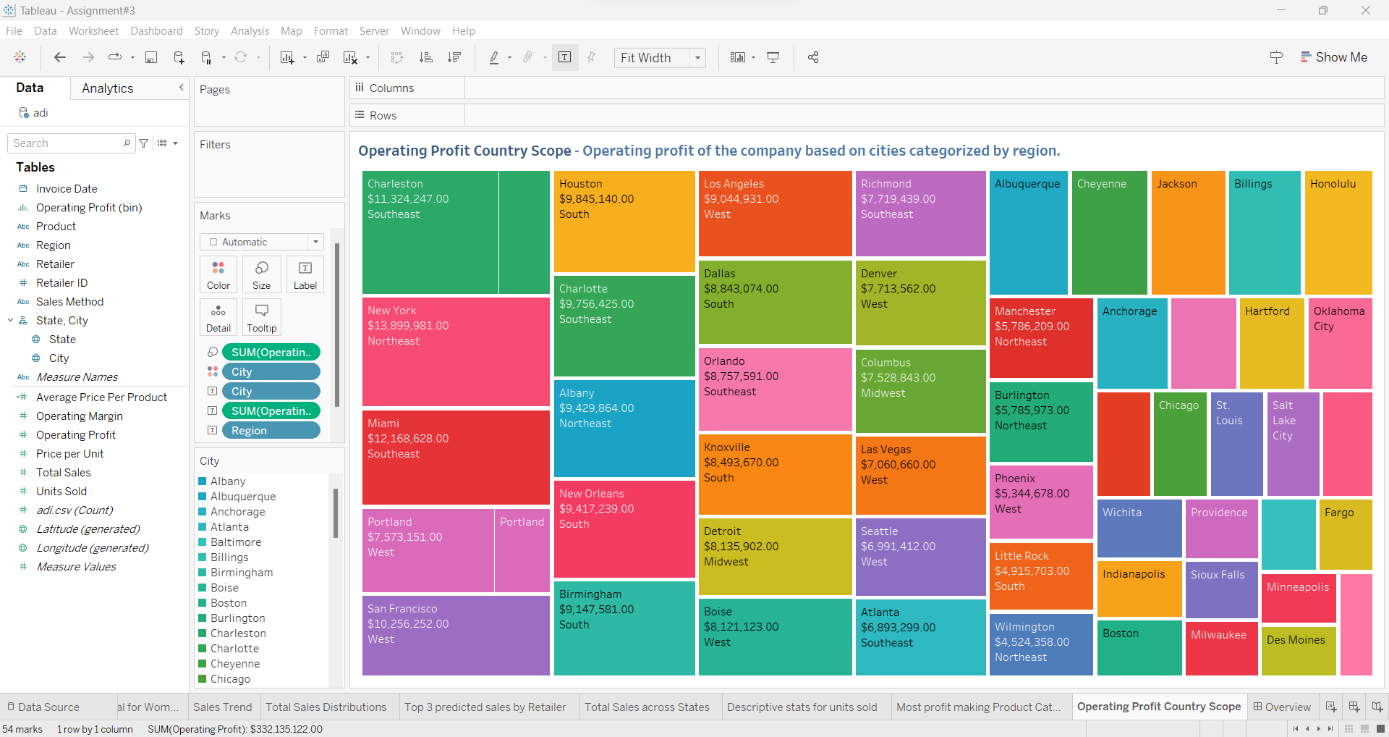 Tableau - Assignment#3
File Data Worksheet Dashboard Story Analysis Map Format Server Window Help
Fit Width
Show Me
Data
Analytics
adi
Search
Tables
Invoice Date
Operating Profit (bin)
Abc Product
Abc Region
Abc Retailer
# Retailer ID
Abc Sales Method
State, City
State
City
Abc Measure Names
Average Price Per Product
# Operating Margin
# Operating Profit
# Price per Unit
# Total Sales
# Units Sold
# adi.csv (Count)
Latitude (generated)
Longitude (generated)
# Measure Values
Pages
Filters
Marks
Automatic
Color Size Label
Detail Tooltip
SUM(Operatin..
City
City
SUM(Operatin..
Region
City
Albany
Albuquerque
Anchorage
Atlanta
Baltimore
Billings
Birmingham
Boise
Boston
Burlington
Charleston
Charlotte
Cheyenne
Chicago
Columns
Rows
Operating Profit Country Scope - Operating profit of the company based on cities categorized by region.
Charleston
$11,324,247.00
Southeast
New York
$13,899,981.00
Northeast
Miami
$12,168,628.00
Southeast
Portland
$7,573,151.00
West
Portland
San Francisco
$10,256,252.00
West
Houston
$9,845,140.00
South
Charlotte
$9,756,425.00
Southeast
Albany
$9,429,864.00
Northeast
New Orleans
$9,417,239.00
South
Birmingham
$9,147,581.00
South
Los Angeles
$9,044,931.00
West
Dallas
$8,843,074.00
South
Orlando
$8,757,591.00
Southeast
Knoxville
$8,493,670.00
South
Detroit
$8,135,902.00
Midwest
Boise
$8,121,123.00
West
Richmond
$7,719,439.00
Southeast
Denver
$7,713,562.00
West
Columbus
$7,528,843.00
Midwest
Las Vegas
$7,060,660.00
West
Seattle
$6,991,412.00
West
Atlanta
$6,893,299.00
Southeast
Albuquerque
Cheyenne
Jackson
Billings
Honolulu
Manchester
$5,786,209.00
Northeast
Burlington
$5,785,973.00
Northeast
Phoenix
$5,344,678.00
West
Little Rock
$4,915,703.00
South
Wilmington
$4,524,358.00
Northeast
Anchorage
Hartford
Oklahoma
City
Chicago
St.
Louis
Salt
Lake
City
Wichita
Providence
Fargo
Indianapolis
Sioux Falls
Minneapolis
Boston
Milwaukee
Des Moines
Data Source
al for Wom...
Sales Trend
Total Sales Distributions
Top 3 predicted sales by Retailer
Total Sales across States
Descriptive stats for units sold
Most profit making Product Cat...
Operating Profit Country Scope
Overview
54 marks 1 row by 1 column SUM(Operating Profit): $332,135,122.00